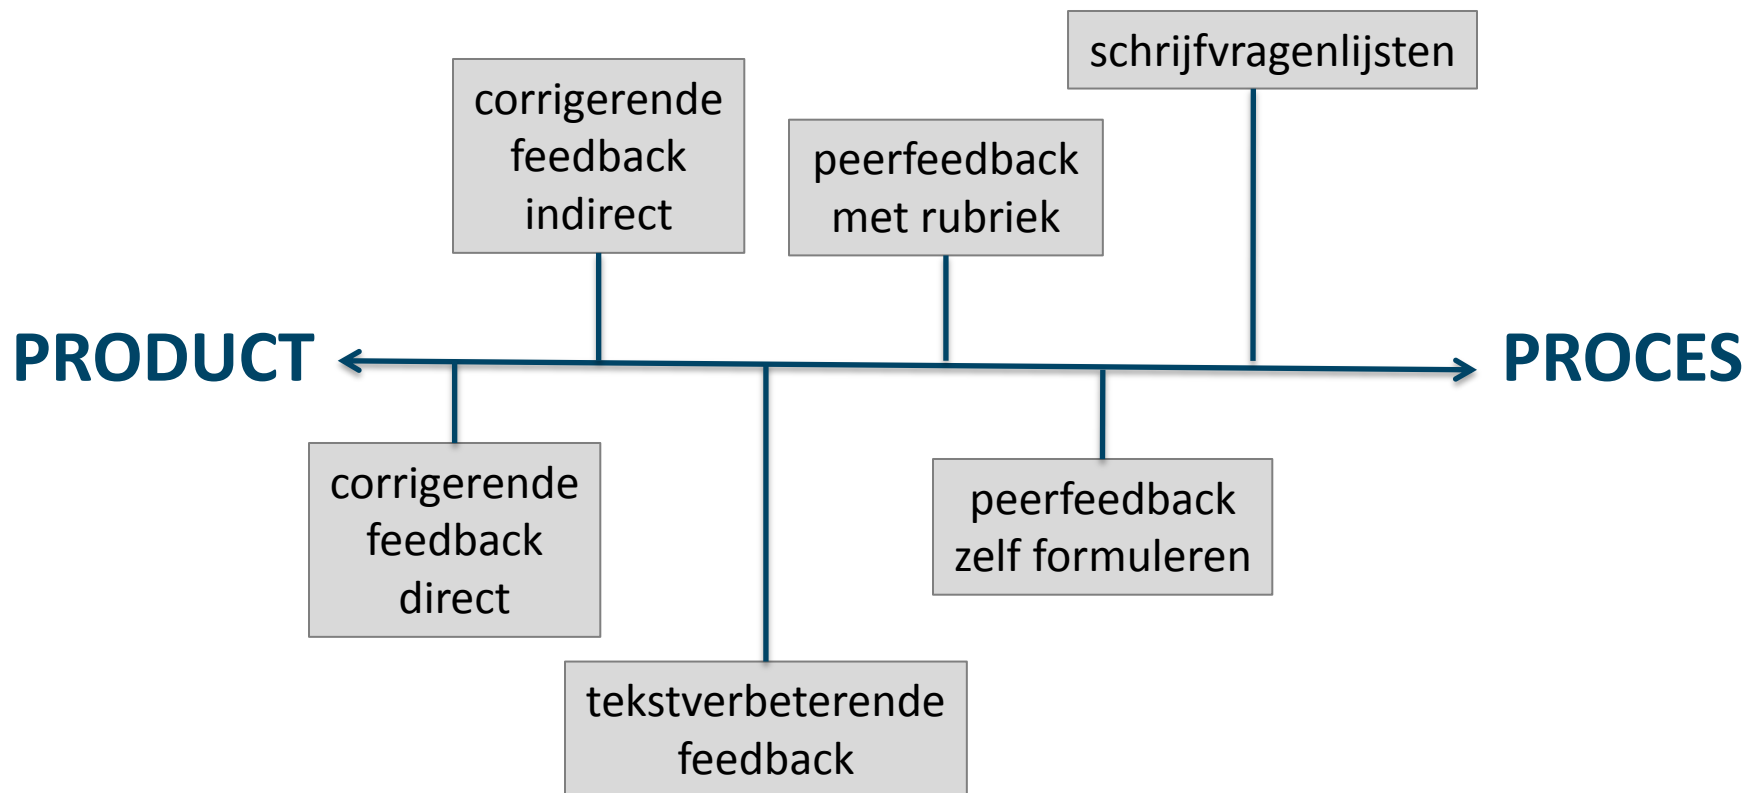 schrijfvragenlijsten
corrigerende
feedback
indirect
peerfeedback
met rubriek
PRODUCT
PROCES
corrigerende
feedback
direct
peerfeedback
zelf formuleren
tekstverbeterende
feedback